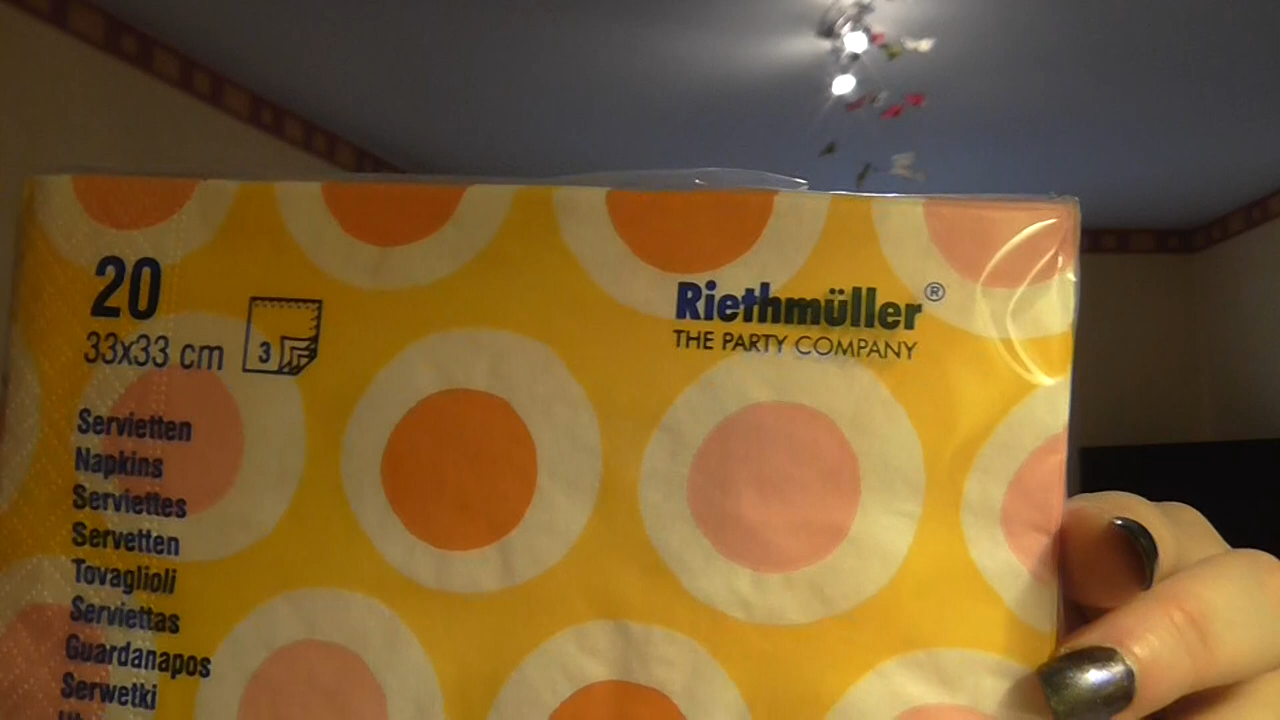 20
33x33 cm
3
Riethmüller®
THE PARTY COMPANY
Servietten
Napkins
Serviettes
Servetten
Tovaglioli
Serviettas
Guardanapos
Serwetki